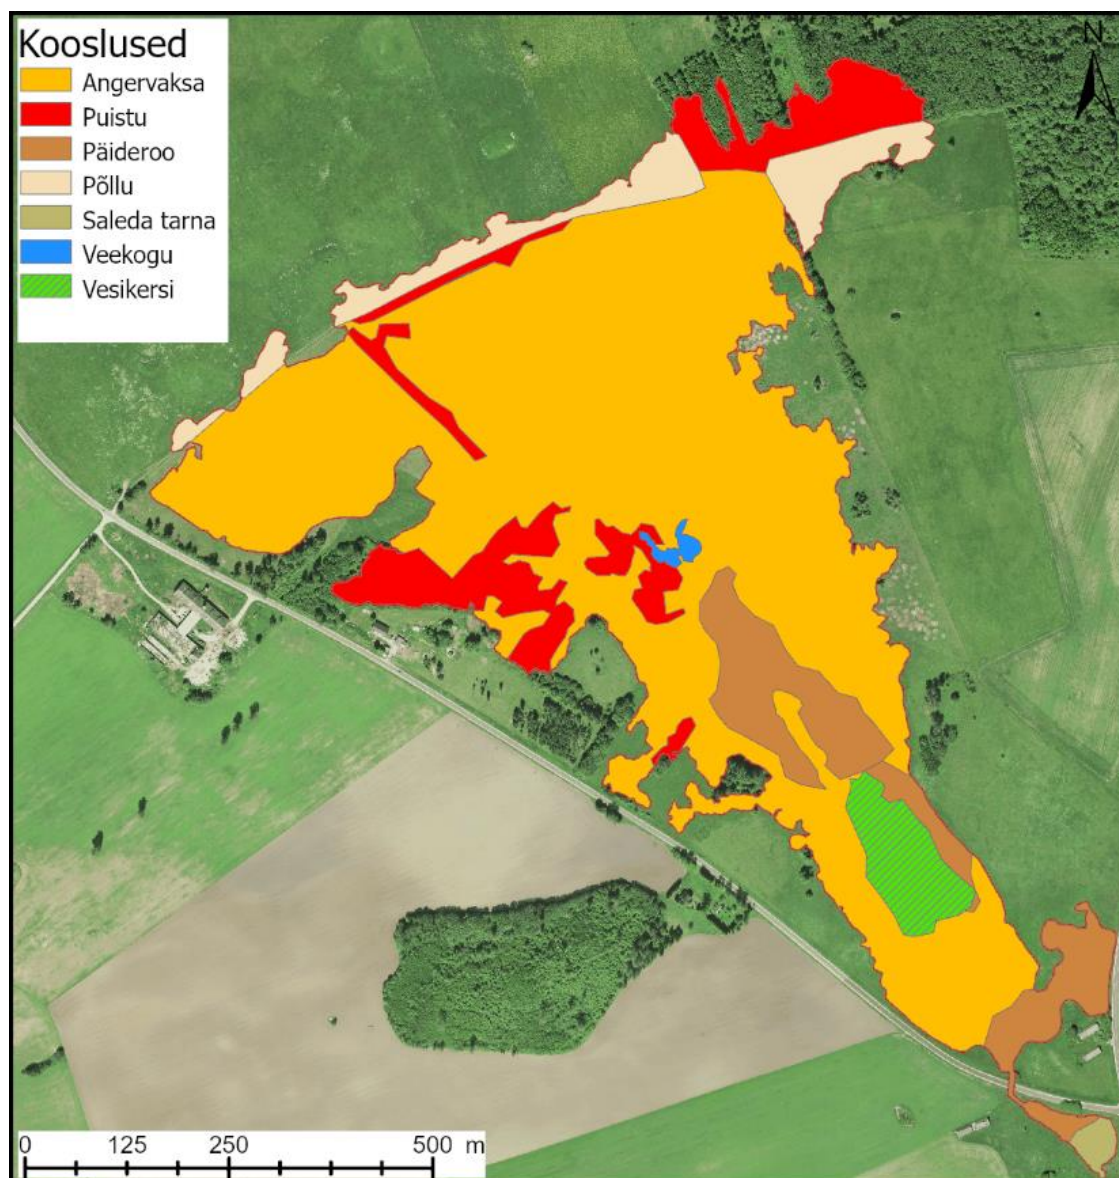 Kooslused
Angervaksa
Puistu
Päideroo
Põllu
Saleda tarna
Veekogu
Vesikersi
N
0 125 250 500 m